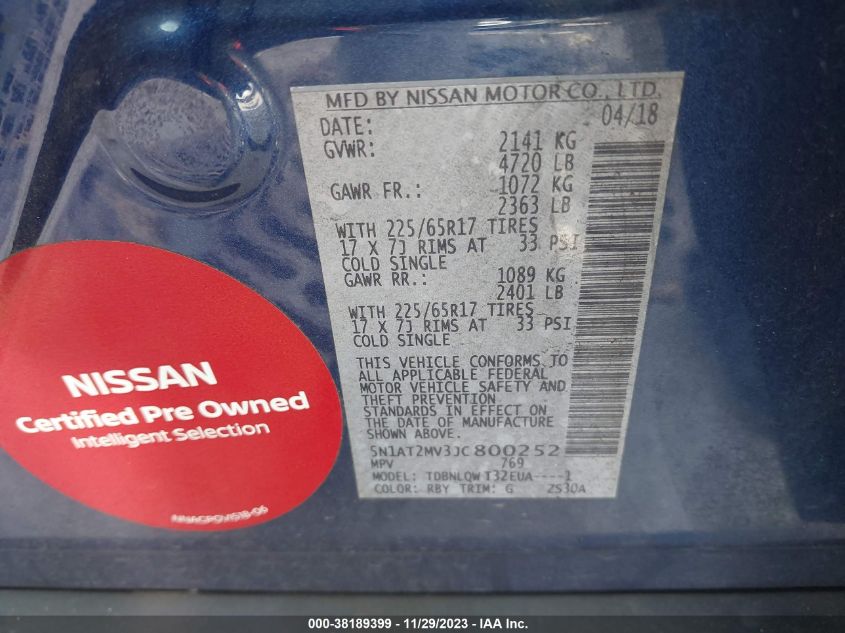 MFD BY NISSAN MOTOR CO., LTD.
DATE: 04/18
GVWR: 2141 KG
4720 LB
GAWR FR.: 1072 KG
2363 LB
WITH 225/65R17 TIRES
17 X 7J RIMS AT 33 PSI
COLD SINGLE
GAWR RR.: 1089 KG
2401 LB
WITH 225/65R17 TIRES
17 X 7J RIMS AT 33 PSI
COLD SINGLE
THIS VEHICLE CONFORMS TO
ALL APPLICABLE FEDERAL
MOTOR VEHICLE SAFETY AND
THEFT PREVENTION
STANDARDS IN EFFECT ON
THE DATE OF MANUFACTURE
SHOWN ABOVE.
5N1AT2MV3JC800252
MPV 769
MODEL: TDBNLQW T32EUA----1
COLOR: RBY TRIM: G ZS30A
NISSAN
Certified Pre Owned
Intelligent Selection
000-38189399 - 11/29/2023 - IAA Inc.